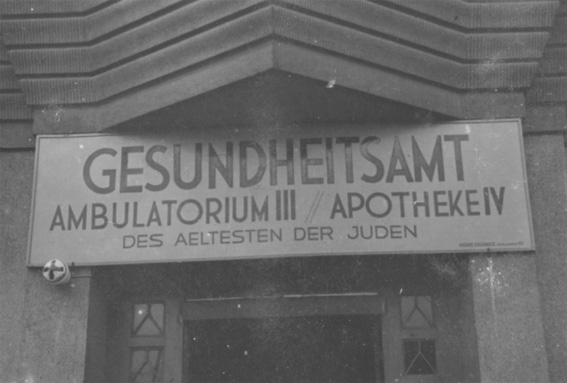 GESUNDHEITSAMT
AMBULATORIUM III // APOTHEKE IV
DES AELTESTEN DER JUDEN